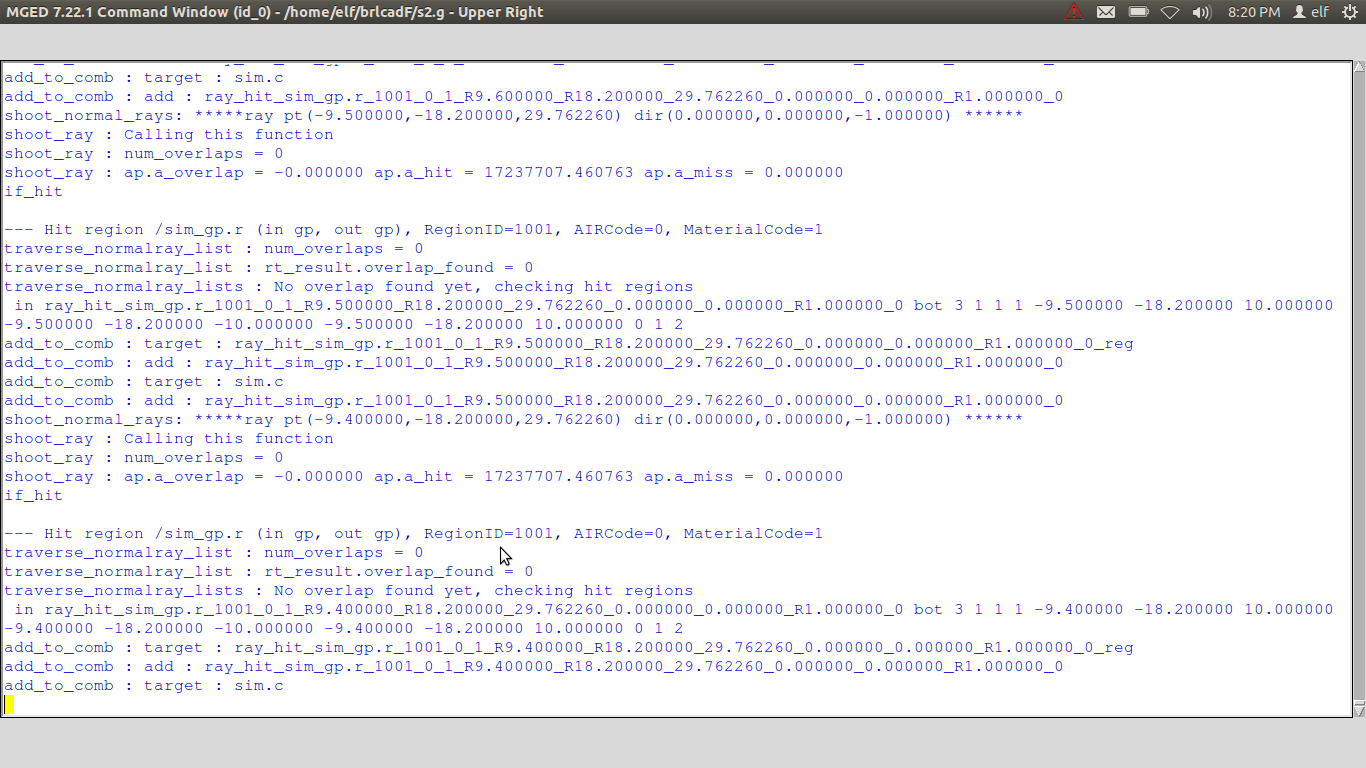 MGED 7.22.1 Command Window (id_0) - /home/elf/brlcadF/s2.g - Upper Right
8:20 PM
elf
add_to_comb : target : sim.c
add_to_comb : add : ray_hit_sim_gp.r_1001_0_1_R9.600000_R18.200000_29.762260_0.000000_0.000000_R1.000000_0
shoot_normal_rays: *****ray pt(-9.500000,-18.200000,29.762260) dir(0.000000,0.000000,-1.000000) ******
shoot_ray : Calling this function
shoot_ray : num_overlaps = 0
shoot_ray : ap.a_overlap = -0.000000 ap.a_hit = 17237707.460763 ap.a_miss = 0.000000
if_hit
--- Hit region /sim_gp.r (in gp, out gp), RegionID=1001, AIRCode=0, MaterialCode=1
traverse_normalray_list : num_overlaps = 0
traverse_normalray_list : rt_result.overlap_found = 0
traverse_normalray_lists : No overlap found yet, checking hit regions
in ray_hit_sim_gp.r_1001_0_1_R9.500000_R18.200000_29.762260_0.000000_0.000000_R1.000000_0 bot 3 1 1 1 -9.500000 -18.200000 10.000000
-9.500000 -18.200000 -10.000000 -9.500000 -18.200000 10.000000 0 1 2
add_to_comb : target : ray_hit_sim_gp.r_1001_0_1_R9.500000_R18.200000_29.762260_0.000000_0.000000_R1.000000_0_reg
add_to_comb : add : ray_hit_sim_gp.r_1001_0_1_R9.500000_R18.200000_29.762260_0.000000_0.000000_R1.000000_0
add_to_comb : target : sim.c
add_to_comb : add : ray_hit_sim_gp.r_1001_0_1_R9.500000_R18.200000_29.762260_0.000000_0.000000_R1.000000_0
shoot_normal_rays: *****ray pt(-9.400000,-18.200000,29.762260) dir(0.000000,0.000000,-1.000000) ******
shoot_ray : Calling this function
shoot_ray : num_overlaps = 0
shoot_ray : ap.a_overlap = -0.000000 ap.a_hit = 17237707.460763 ap.a_miss = 0.000000
if_hit
--- Hit region /sim_gp.r (in gp, out gp), RegionID=1001, AIRCode=0, MaterialCode=1
traverse_normalray_list : num_overlaps = 0
traverse_normalray_list : rt_result.overlap_found = 0
traverse_normalray_lists : No overlap found yet, checking hit regions
in ray_hit_sim_gp.r_1001_0_1_R9.400000_R18.200000_29.762260_0.000000_0.000000_R1.000000_0 bot 3 1 1 1 -9.400000 -18.200000 10.000000
-9.400000 -18.200000 -10.000000 -9.400000 -18.200000 10.000000 0 1 2
add_to_comb : target : ray_hit_sim_gp.r_1001_0_1_R9.400000_R18.200000_29.762260_0.000000_0.000000_R1.000000_0_reg
add_to_comb : add : ray_hit_sim_gp.r_1001_0_1_R9.400000_R18.200000_29.762260_0.000000_0.000000_R1.000000_0
add_to_comb : target : sim.c